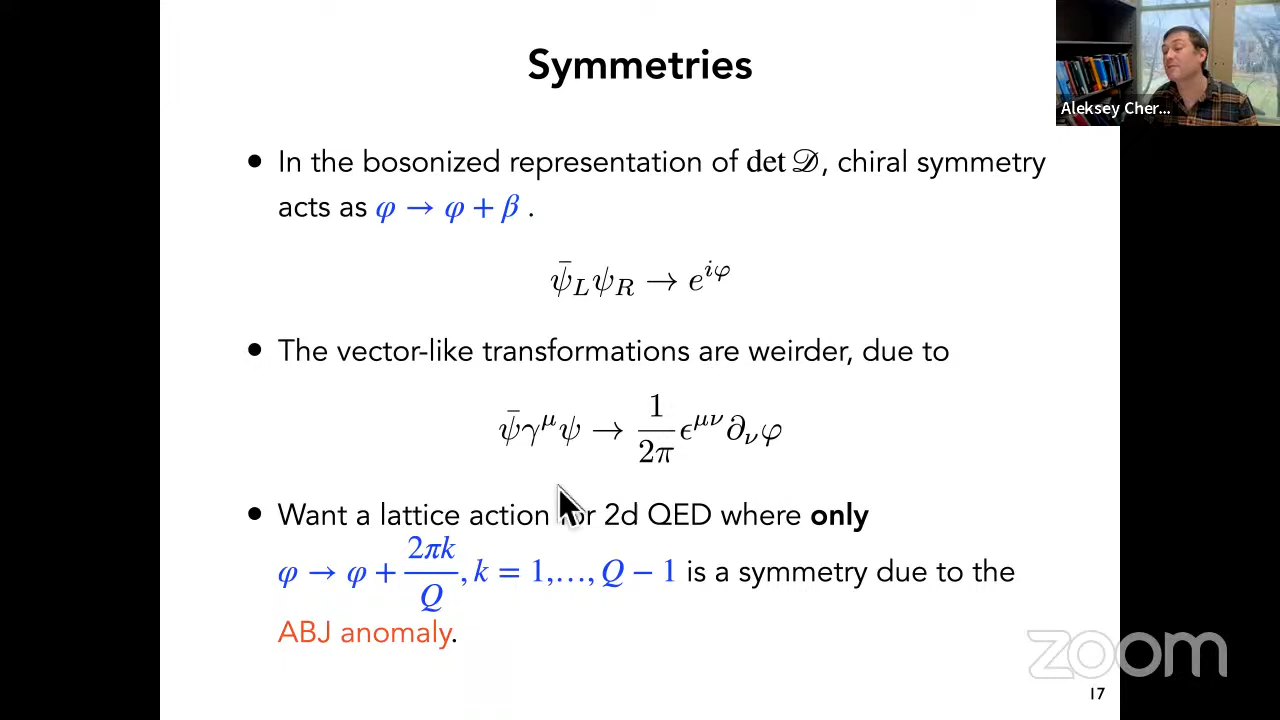 Symmetries
Aleksey Cher...
• In the bosonized representation of det 𝒟, chiral symmetry
acts as φ → φ + β .
ψ̄_L ψ_R → e^{iφ}
• The vector-like transformations are weirder, due to
ψ̄γ^μψ → \frac{1}{2π} ε^{μν} ∂_ν φ
• Want a lattice action for 2d QED where only
φ → φ + \frac{2πk}{Q}, k = 1,…, Q − 1 is a symmetry due to the
ABJ anomaly.
zoom
17